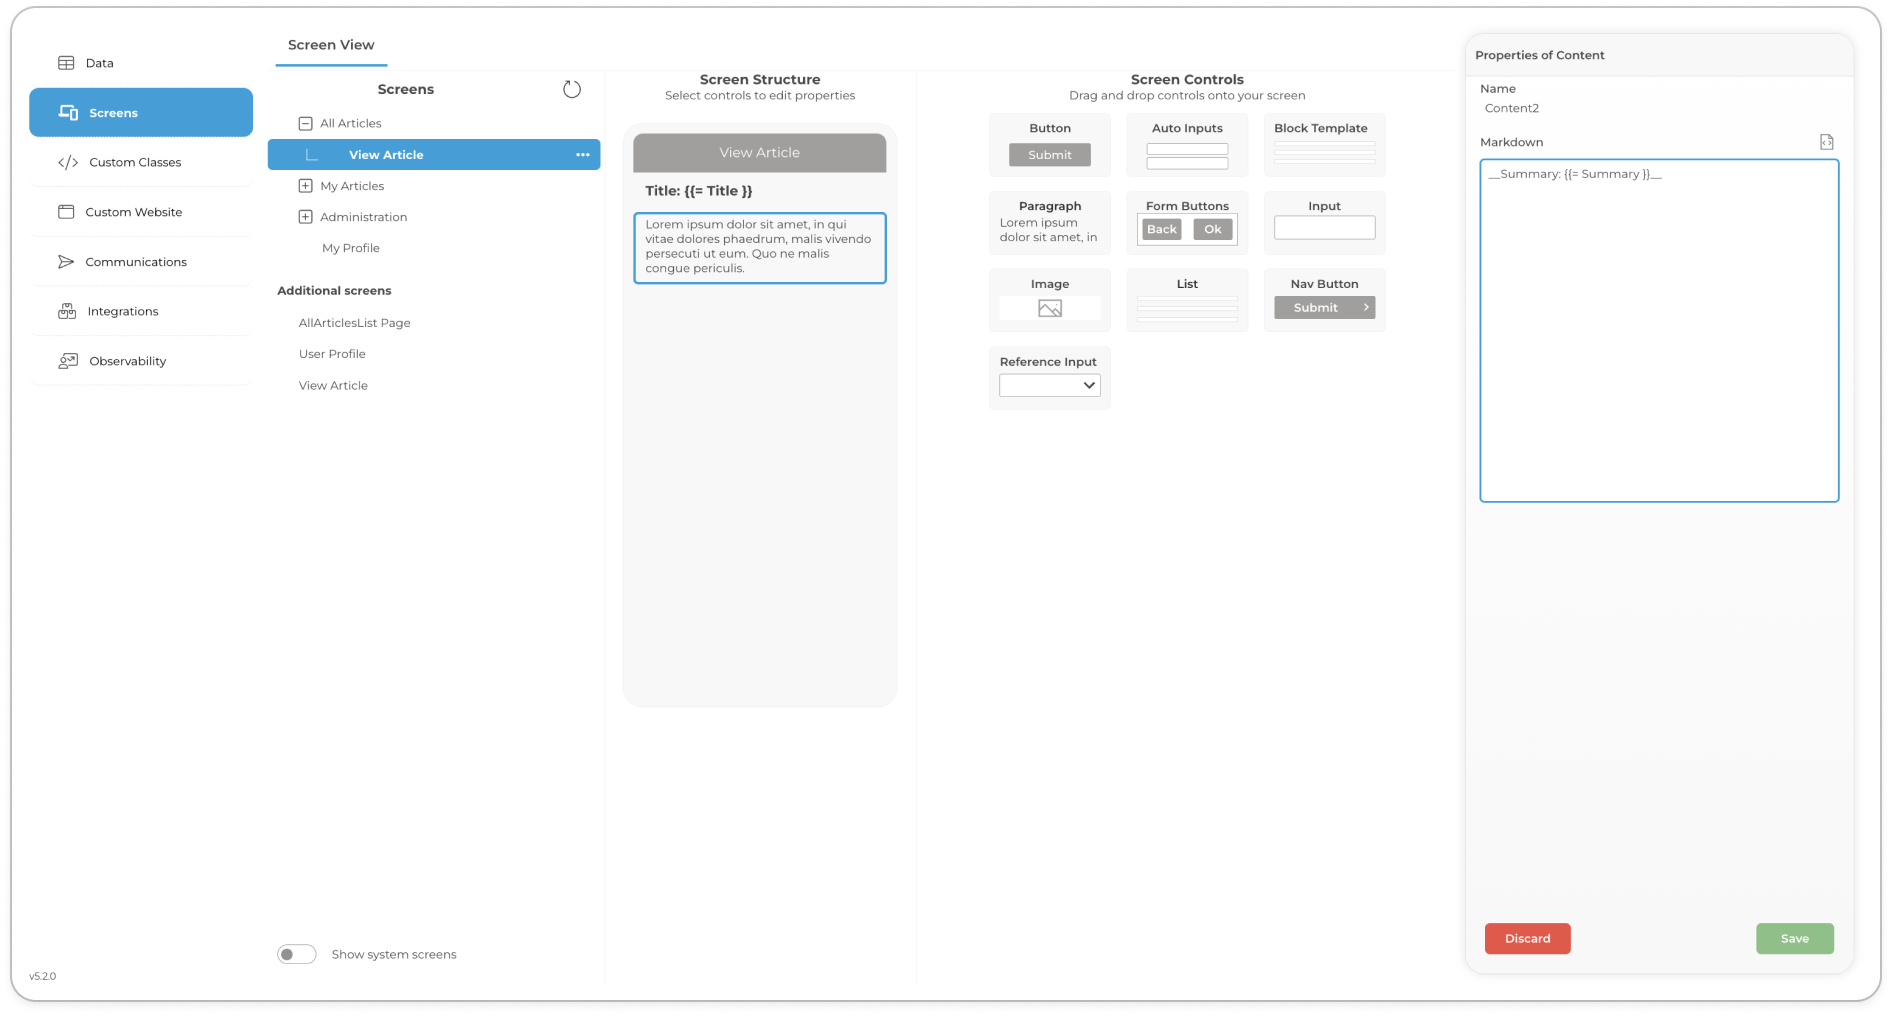 Data
Screens
Custom Classes
Custom Website
Communications
Integrations
Observability
v5.2.0
Screen View
Screens
All Articles
View Article
My Articles
Administration
My Profile
Additional screens
AllArticlesList Page
User Profile
View Article
Show system screens
Screen Structure
Select controls to edit properties
View Article
Title: {{= Title }}
Lorem ipsum dolor sit amet, in qui
vitae dolores phaedrum, malis vivendo
persecuti ut eum. Quo ne malis
congue periculis.
Screen Controls
Drag and drop controls onto your screen
Button
Submit
Auto Inputs
Block Template
Paragraph
Lorem ipsum
dolor sit amet, in
Form Buttons
Back Ok
Input
Image
List
Nav Button
Submit
Reference Input
Properties of Content
Name
Content2
Markdown
__Summary: {{= Summary }}__
Discard
Save